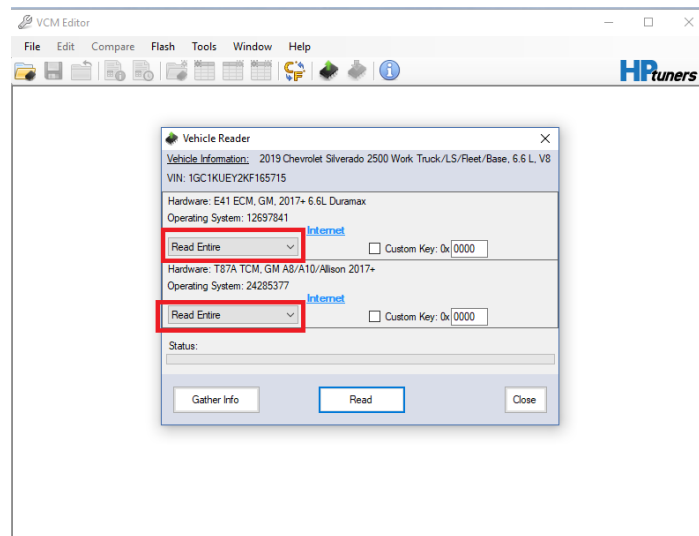 VCM Editor
File Edit Compare Flash Tools Window Help
HPtuners
Vehicle Reader
Vehicle Information: 2019 Chevrolet Silverado 2500 Work Truck/LS/Fleet/Base, 6.6 L, V8
VIN: 1GC1KUEY2KF165715
Hardware: E41 ECM, GM, 2017+ 6.6L Duramax
Operating System: 12697841
Internet
Read Entire Custom Key: 0x 0000
Hardware: T87A TCM, GM A8/A10/Allison 2017+
Operating System: 24285377
Internet
Read Entire Custom Key: 0x 0000
Status:
Gather Info Read Close